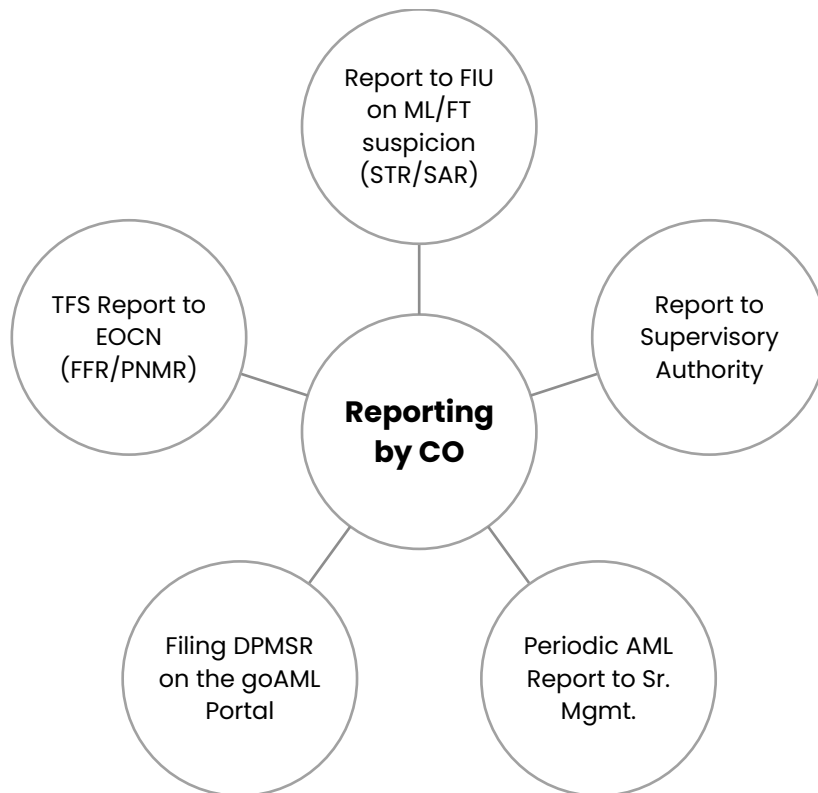 Report to FIU
on ML/FT
suspicion
(STR/SAR)
TFS Report to
EOCN
(FFR/PNMR)
Report to
Supervisory
Authority
Reporting
by CO
Filing DPMSR
on the goAML
Portal
Periodic AML
Report to Sr.
Mgmt.